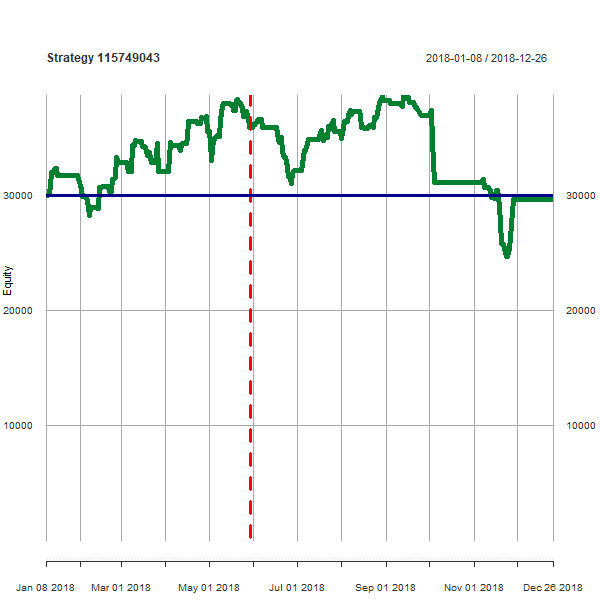 Strategy 115749043
2018-01-08 / 2018-12-26
30000
30000
Equity
20000
20000
10000
10000
Jan 08 2018
Mar 01 2018
May 01 2018
Jul 01 2018
Sep 01 2018
Nov 01 2018
Dec 26 2018